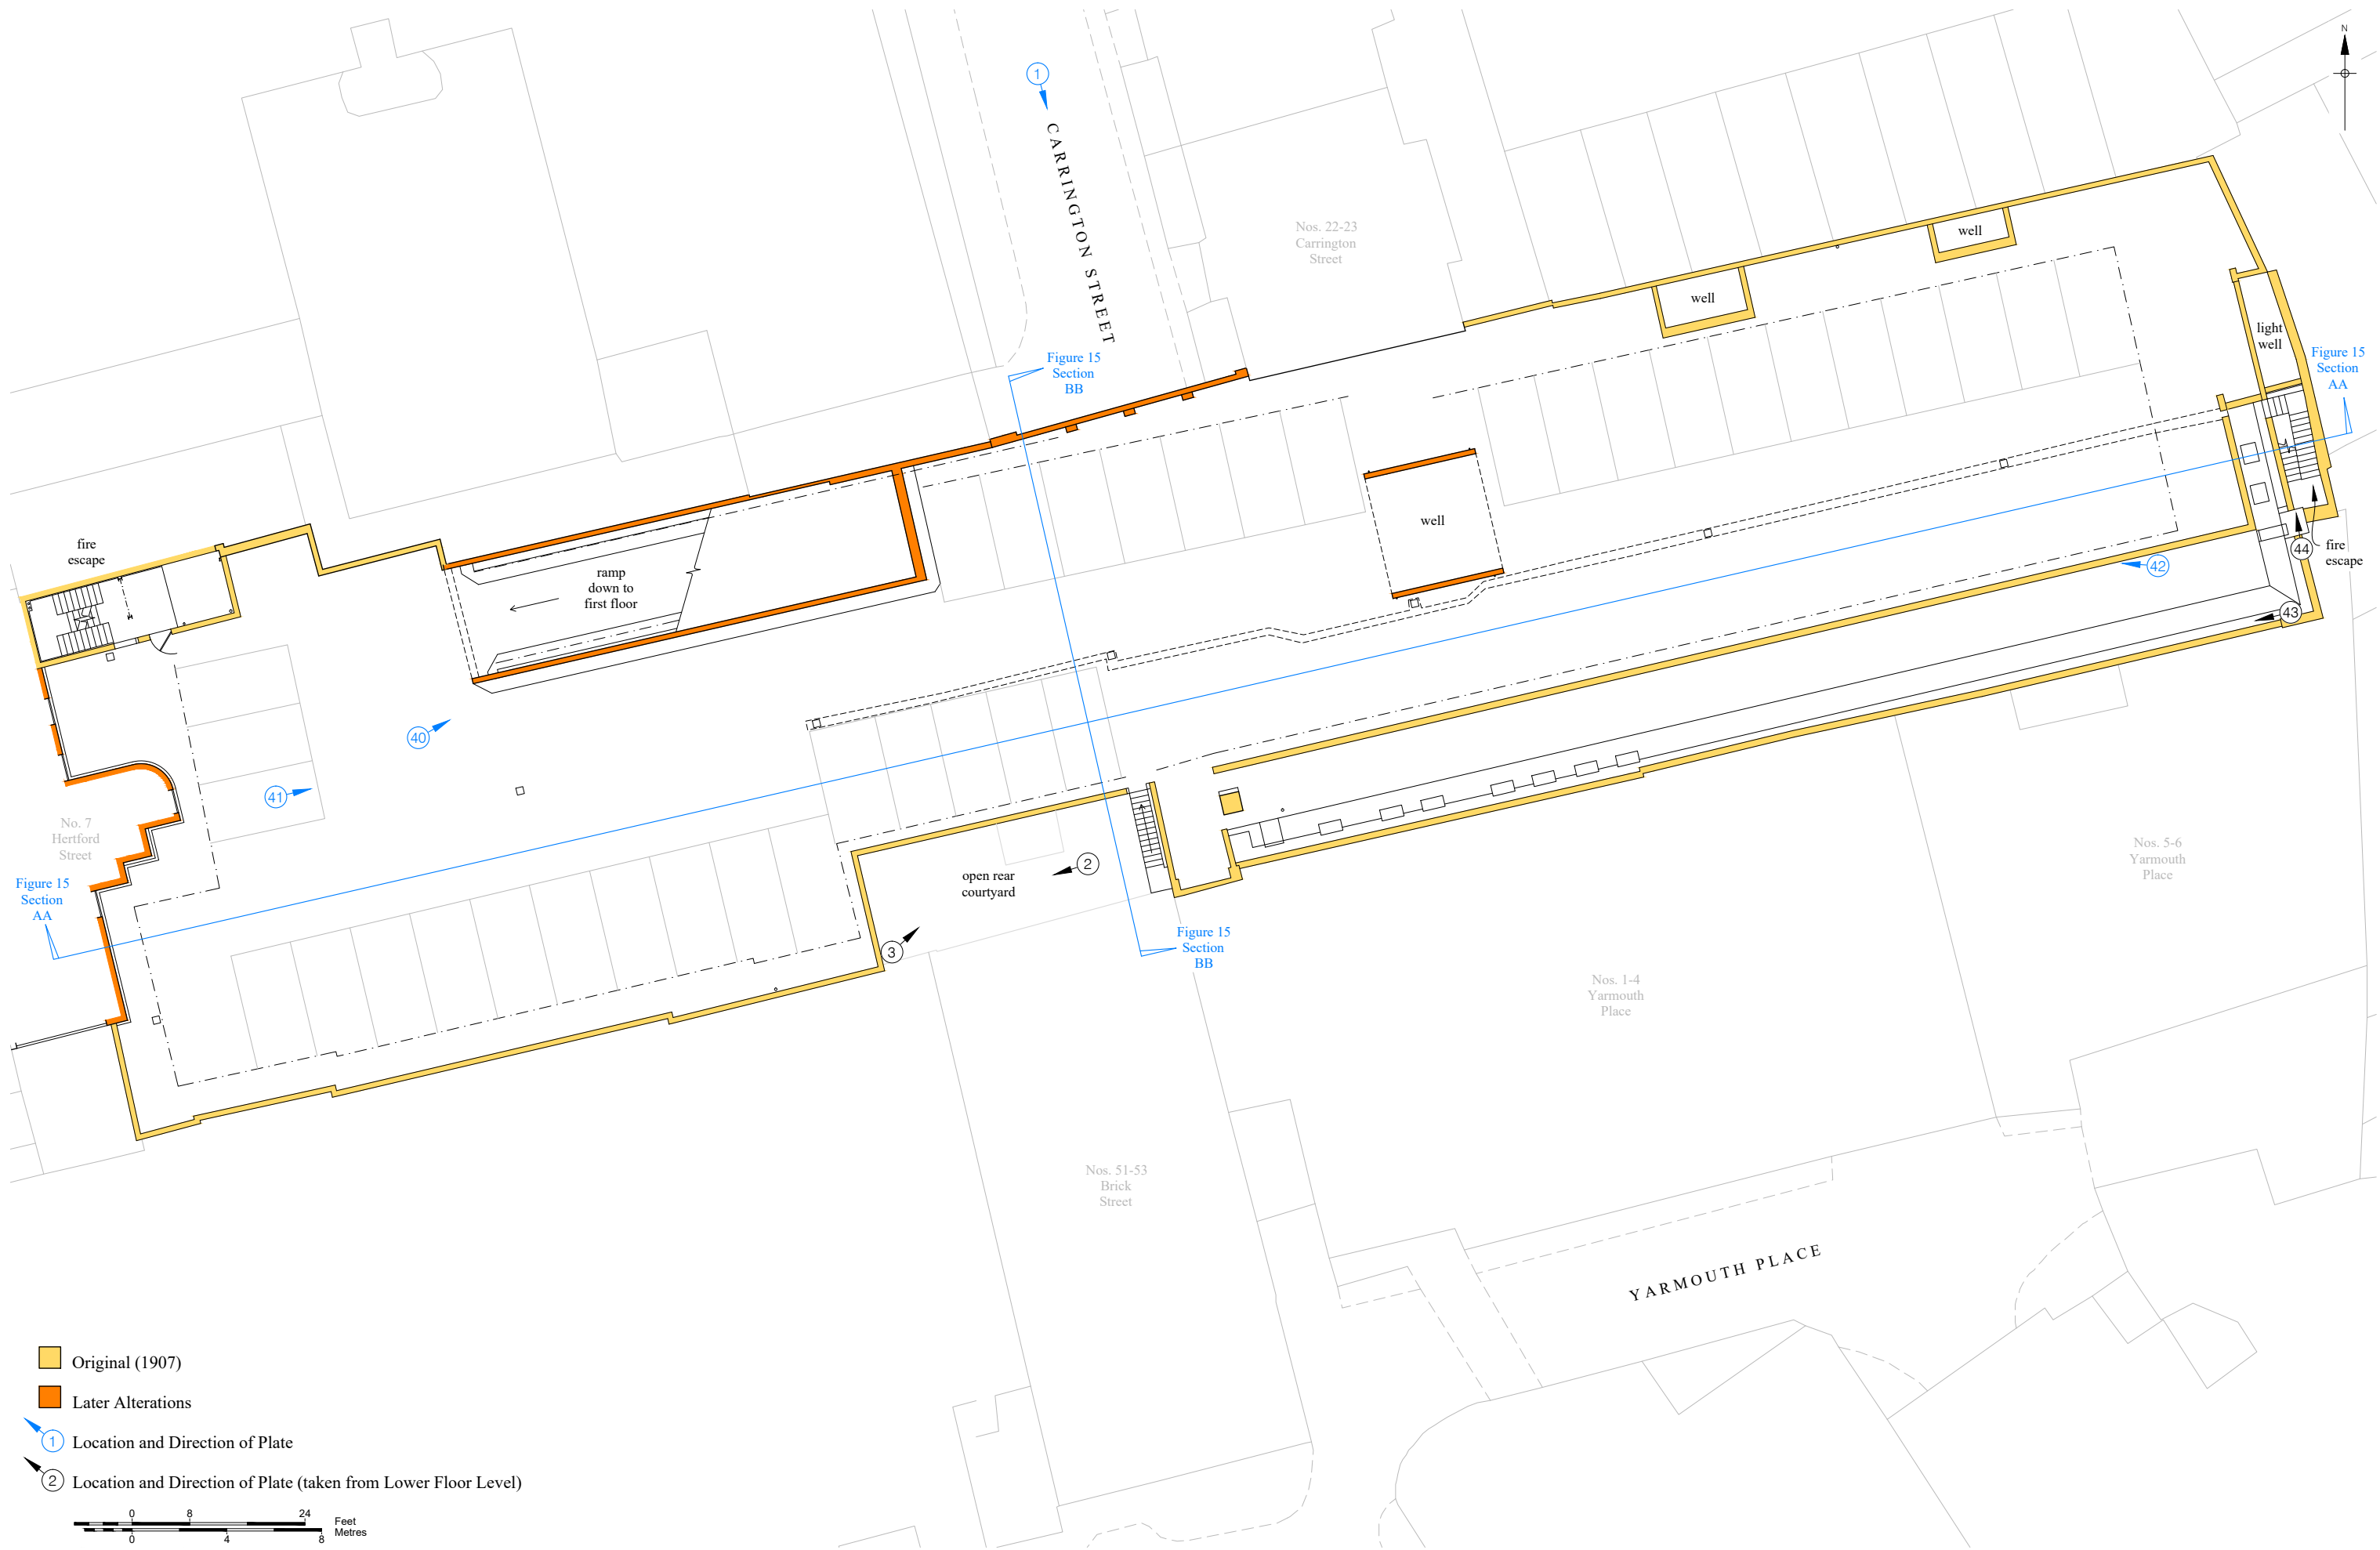 N
1
CARRINGTON STREET
Nos. 22-23
Carrington
Street
well
well
light
well
Figure 15
Section
BB
Figure 15
Section
AA
fire
escape
ramp
down to
first floor
well
44
fire
escape
42
43
40
41
No. 7
Hertford
Street
2
open rear
courtyard
Figure 15
Section
AA
3
Figure 15
Section
BB
Nos. 5-6
Yarmouth
Place
Nos. 1-4
Yarmouth
Place
Nos. 51-53
Brick
Street
YARMOUTH PLACE
Original (1907)
Later Alterations
1 Location and Direction of Plate
2 Location and Direction of Plate (taken from Lower Floor Level)
0 8 24 Feet
0 4 8 Metres